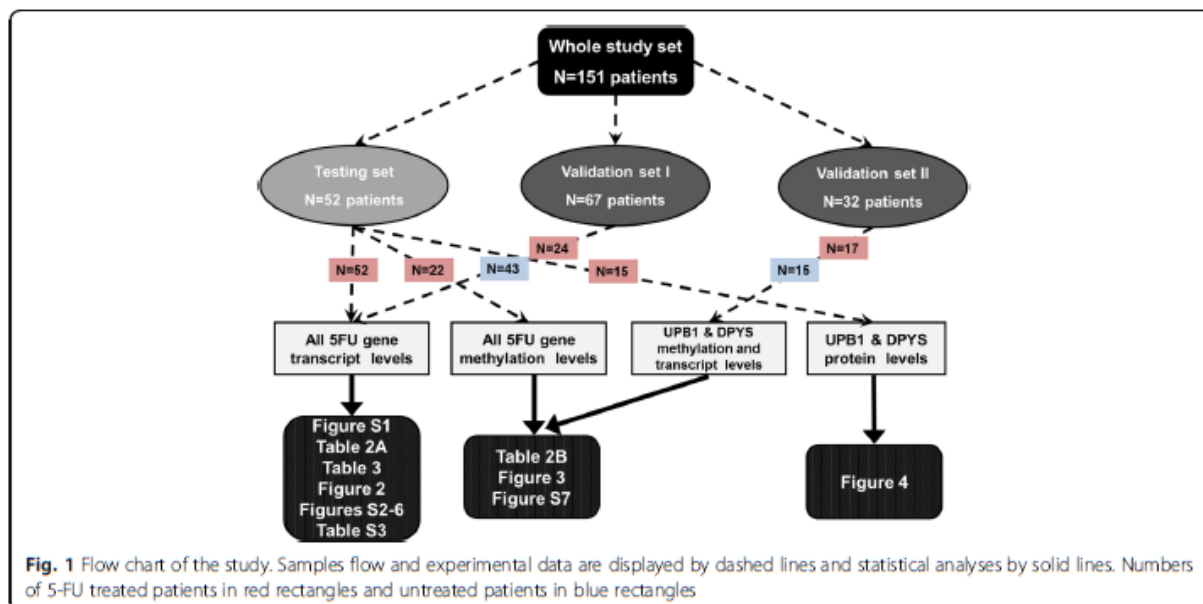 Whole study set
N=151 patients
Testing set
N=52 patients
Validation set I
N=67 patients
Validation set II
N=32 patients
N=24
N=17
N=52
N=22
N=43
N=15
N=15
All 5FU gene
transcript levels
All 5FU gene
methylation levels
UPB1 & DPYS
methylation and
transcript levels
UPB1 & DPYS
protein levels
Figure S1
Table 2A
Table 3
Figure 2
Figures S2-6
Table S3
Table 2B
Figure 3
Figure S7
Figure 4
Fig. 1 Flow chart of the study. Samples flow and experimental data are displayed by dashed lines and statistical analyses by solid lines. Numbers
of 5-FU treated patients in red rectangles and untreated patients in blue rectangles